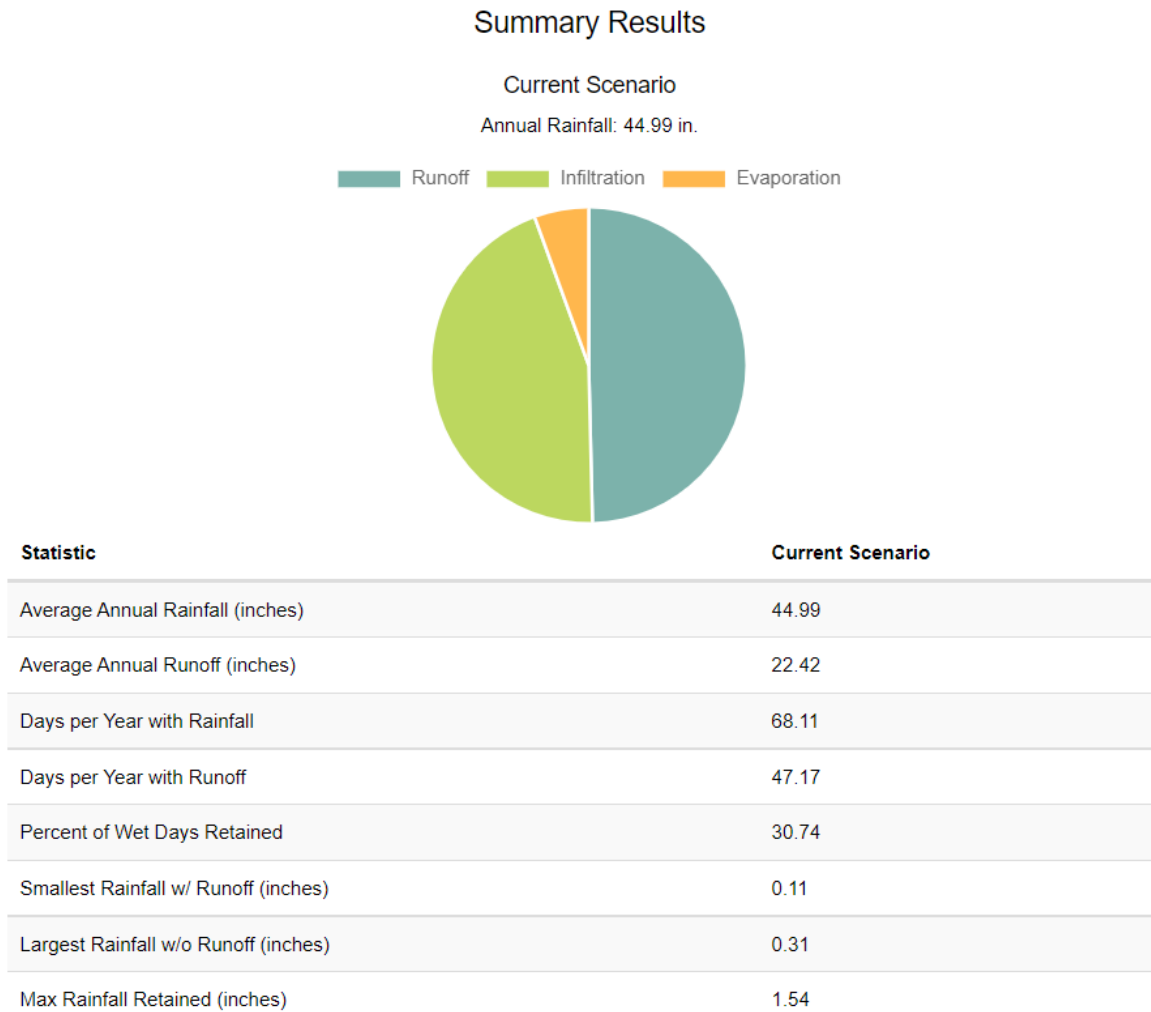 Summary Results
Current Scenario
Annual Rainfall: 44.99 in.
Runoff Infiltration Evaporation
Statistic Current Scenario
Average Annual Rainfall (inches) 44.99
Average Annual Runoff (inches) 22.42
Days per Year with Rainfall 68.11
Days per Year with Runoff 47.17
Percent of Wet Days Retained 30.74
Smallest Rainfall w/ Runoff (inches) 0.11
Largest Rainfall w/o Runoff (inches) 0.31
Max Rainfall Retained (inches) 1.54